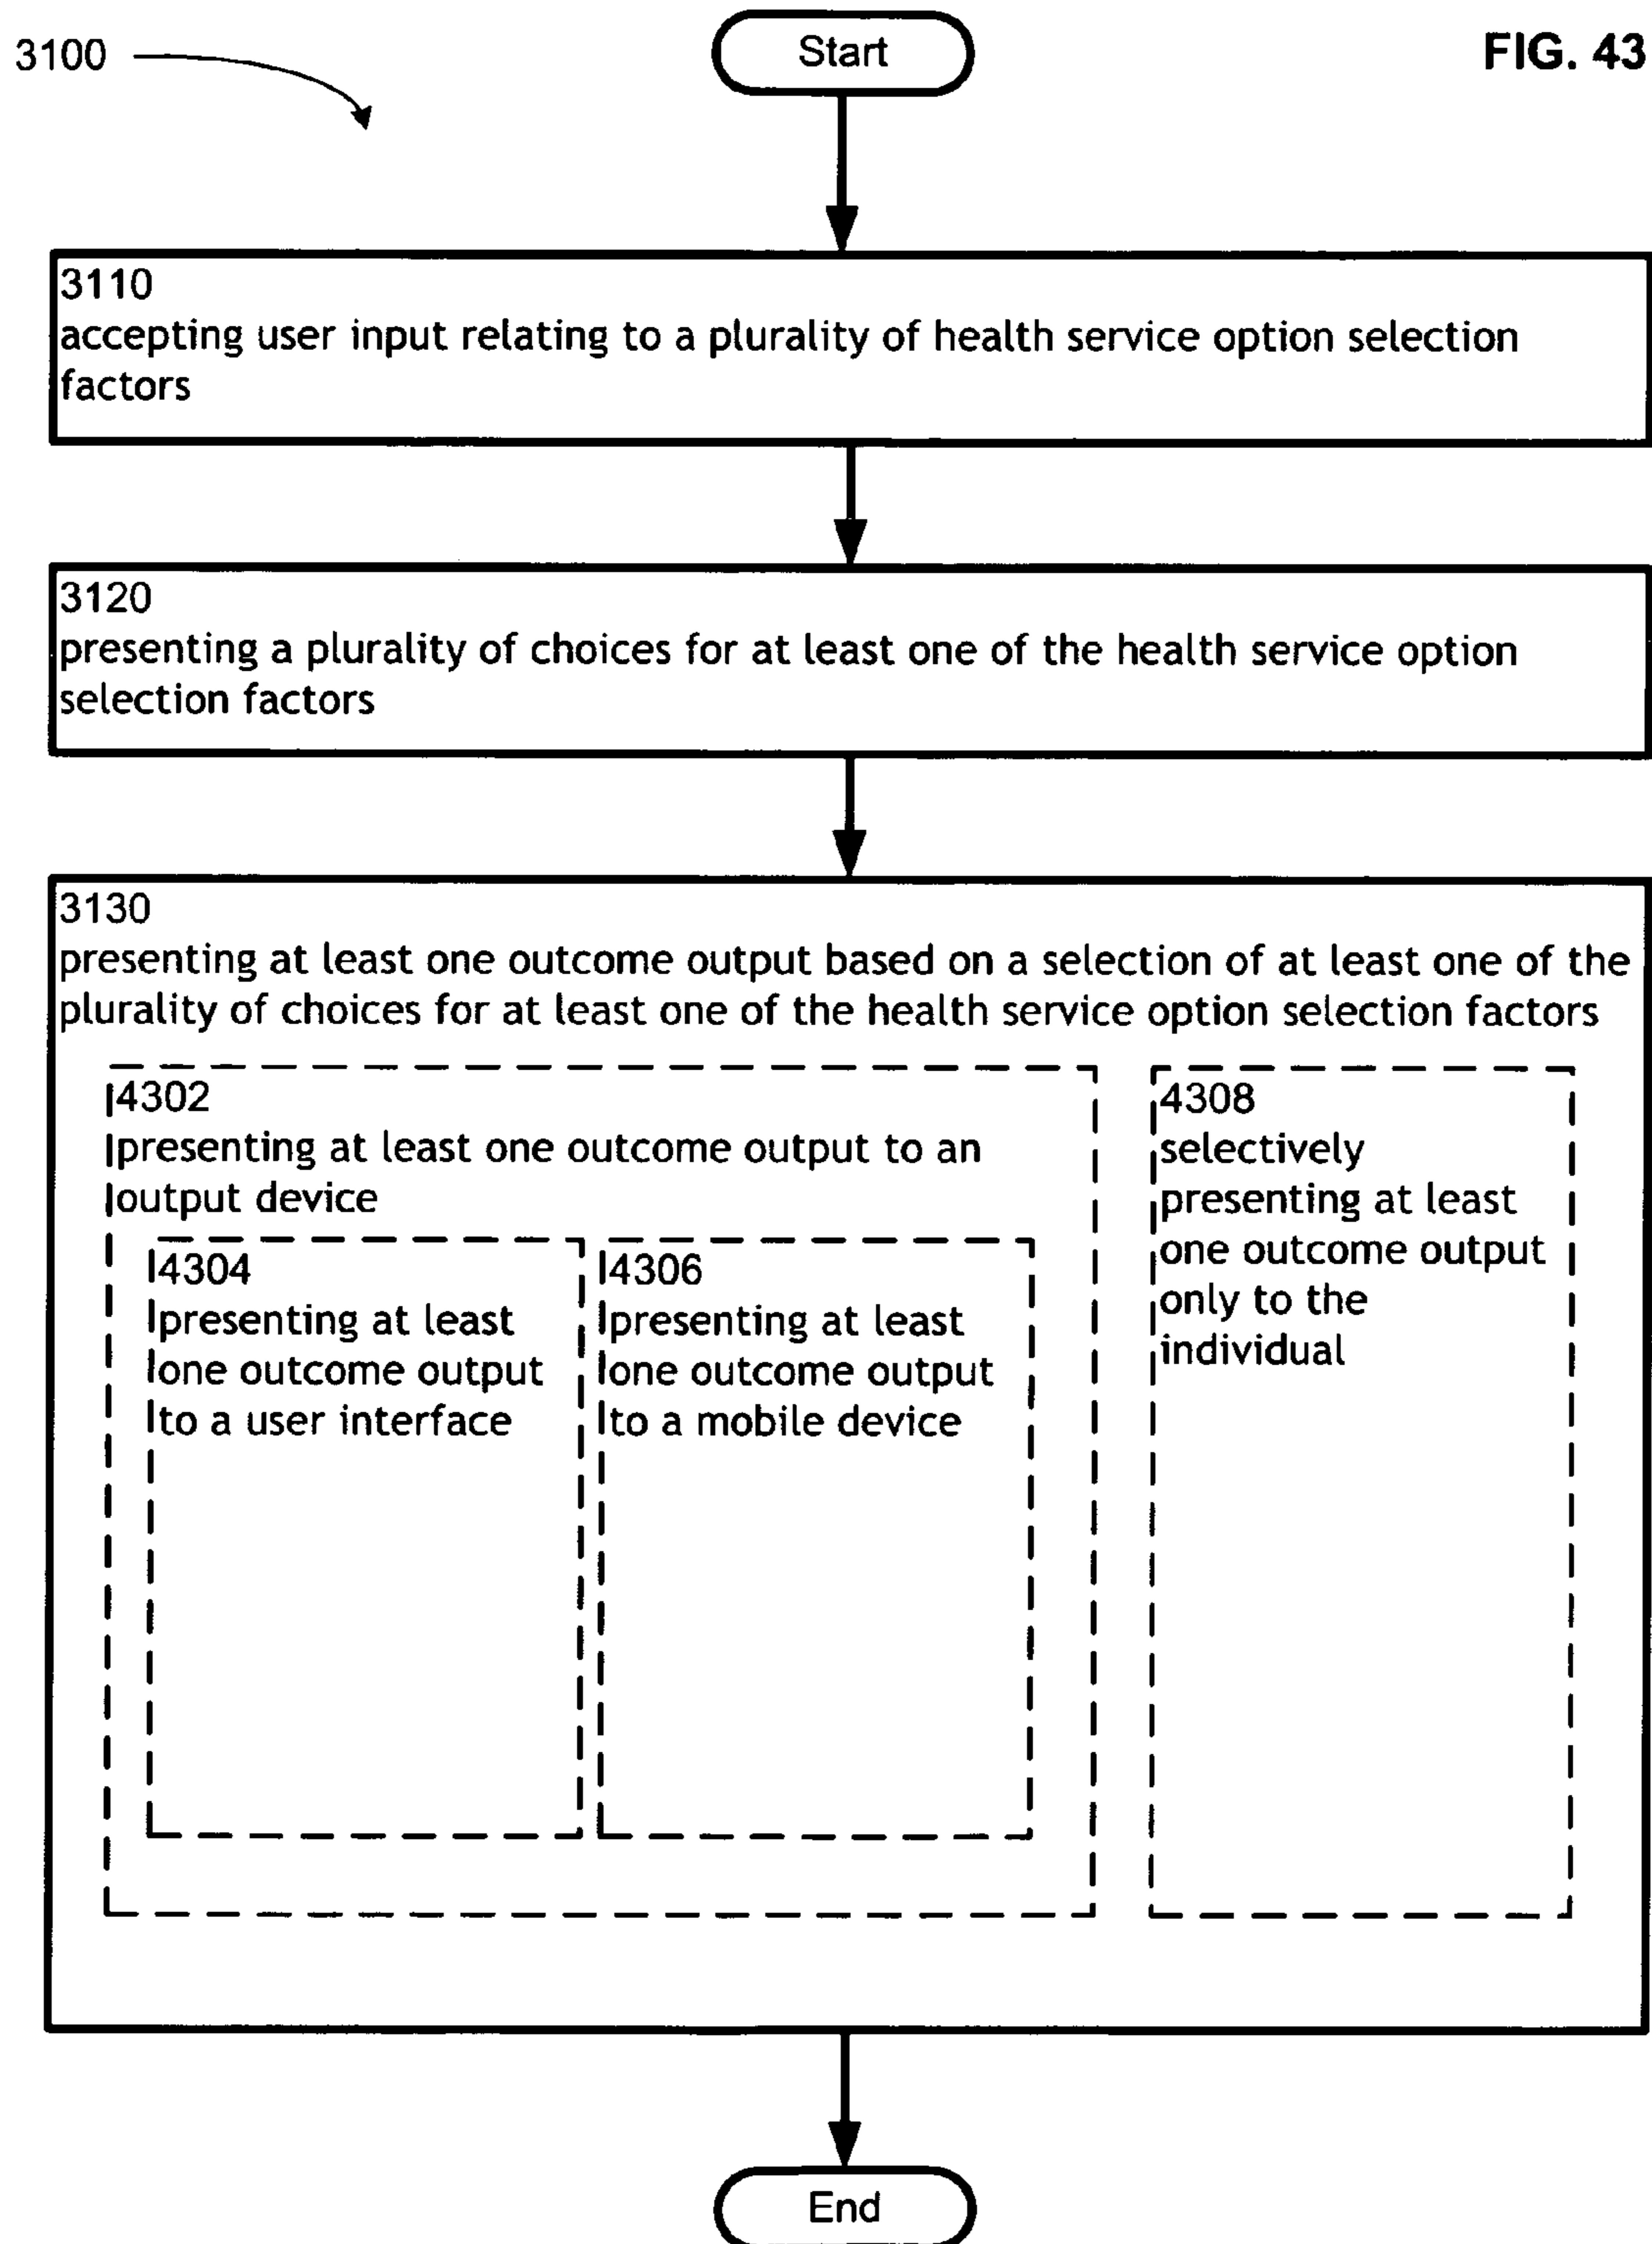 3100
Start
FIG. 43
3110
accepting user input relating to a plurality of health service option selection
factors
3120
presenting a plurality of choices for at least one of the health service option
selection factors
3130
presenting at least one outcome output based on a selection of at least one of the
plurality of choices for at least one of the health service option selection factors
4302
presenting at least one outcome output to an
output device
4304
presenting at least
one outcome output
to a user interface
4306
presenting at least
one outcome output
to a mobile device
4308
selectively
presenting at least
one outcome output
only to the
individual
End